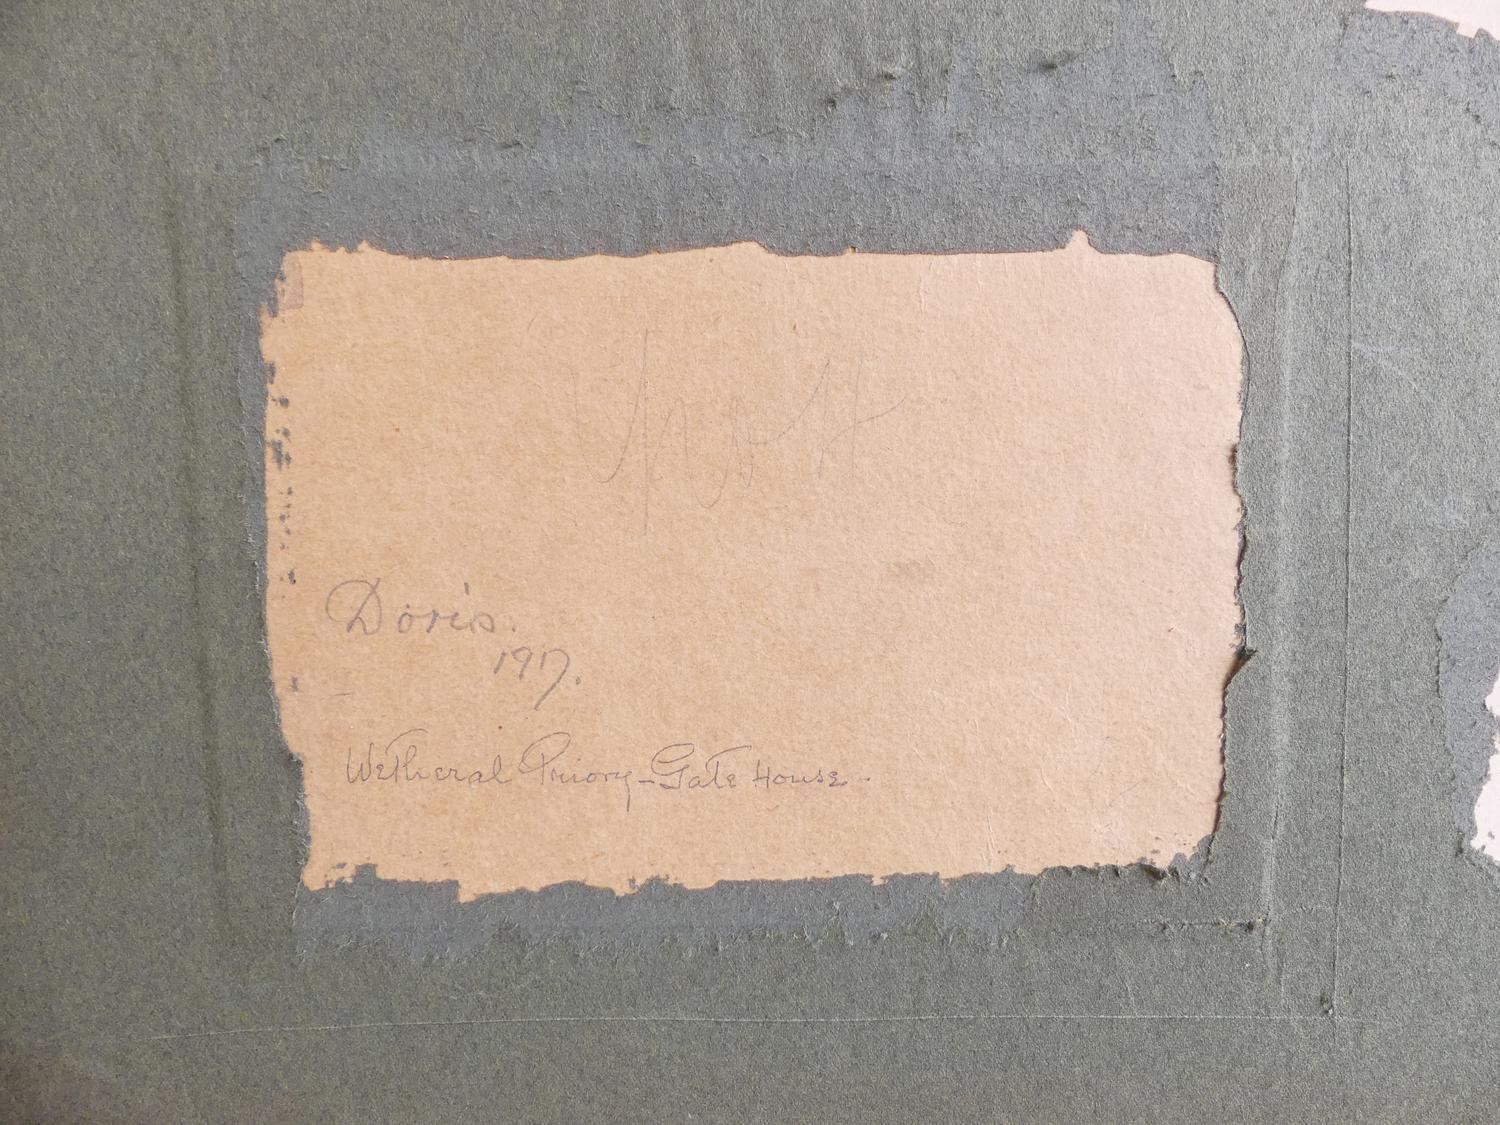 Doris.
1917.
Wetheral Priory - Gate House -